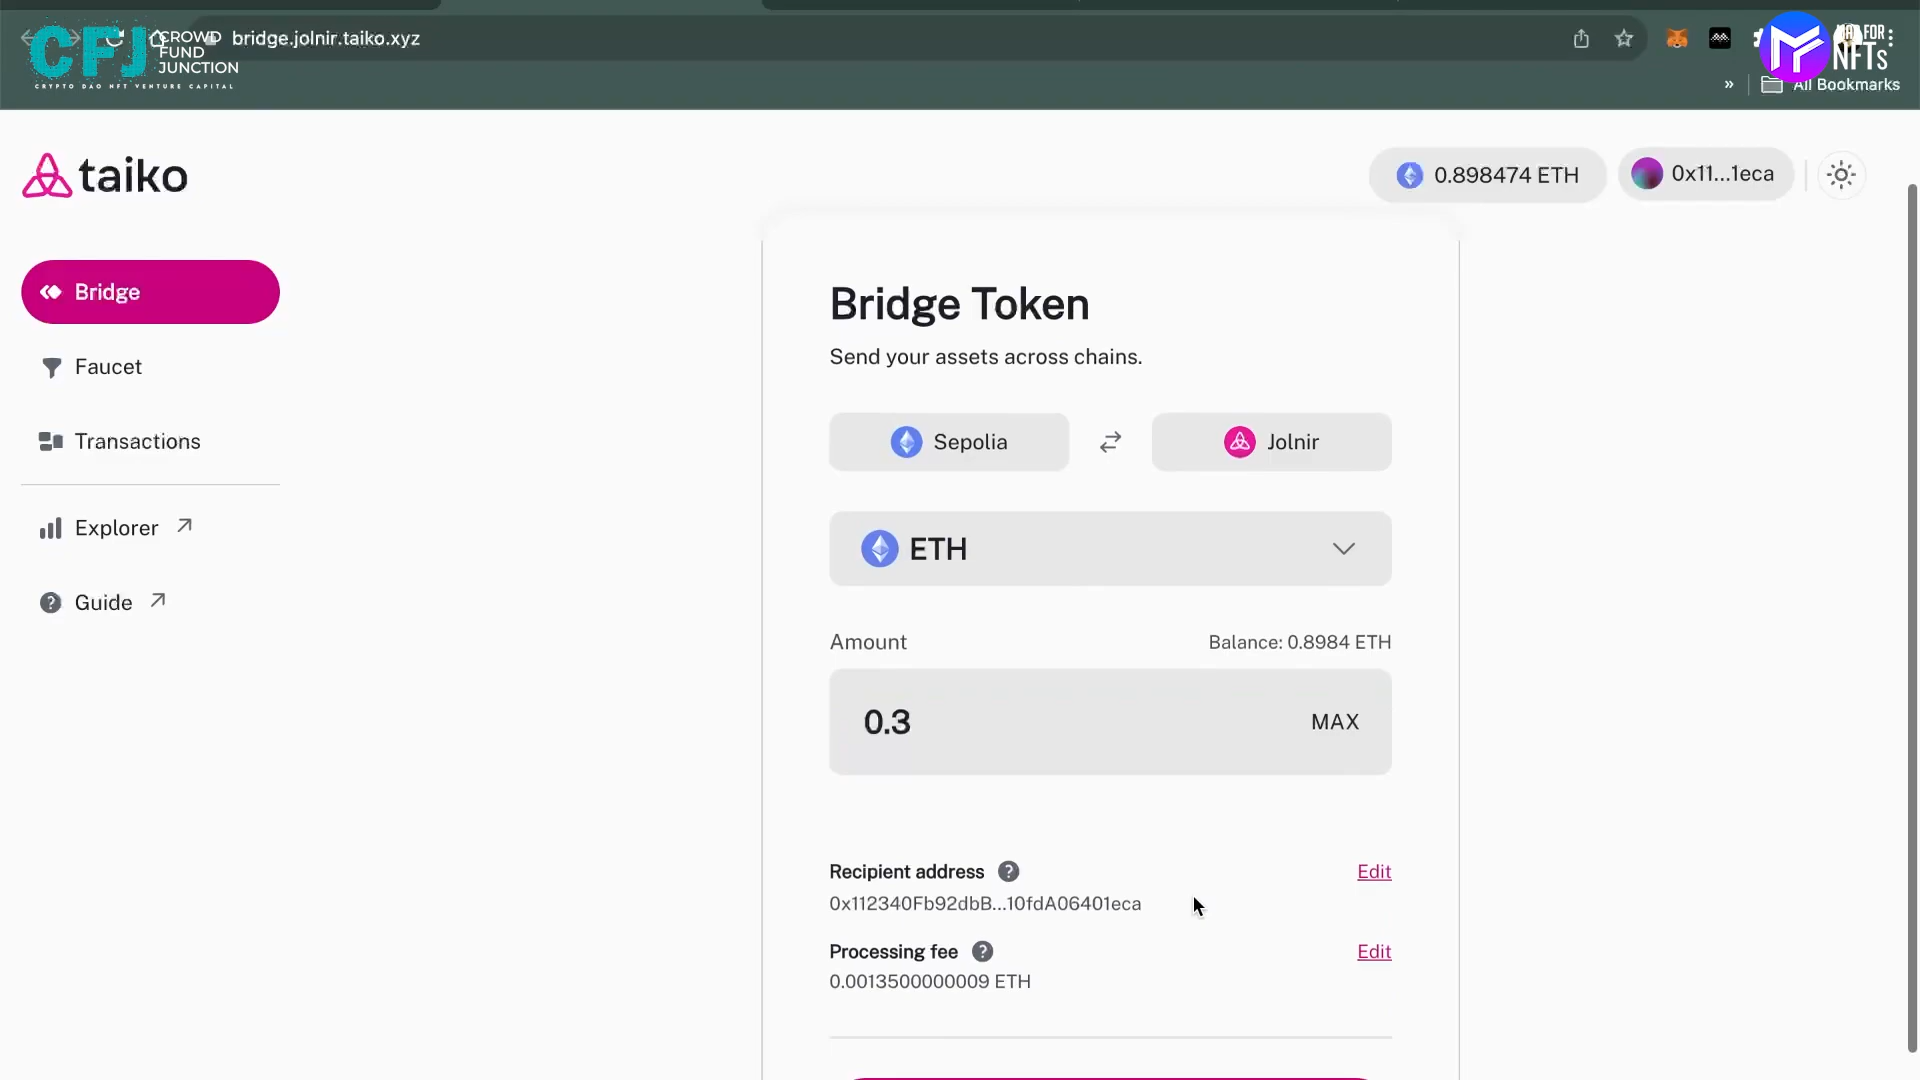 CFJ
CROWD
FUND
JUNCTION
CRYPTO DAO NFT VENTURE CAPITAL
bridge.jolnir.taiko.xyz
FOR
NFTs
»
All Bookmarks
taiko
0.898474 ETH
0x11...1eca
Bridge
Faucet
Transactions
Explorer
Guide
Bridge Token
Send your assets across chains.
Sepolia
Jolnir
ETH
Amount
Balance: 0.8984 ETH
0.3
MAX
Recipient address
Edit
0x112340Fb92dbB...10fdA06401eca
Processing fee
Edit
0.0013500000009 ETH